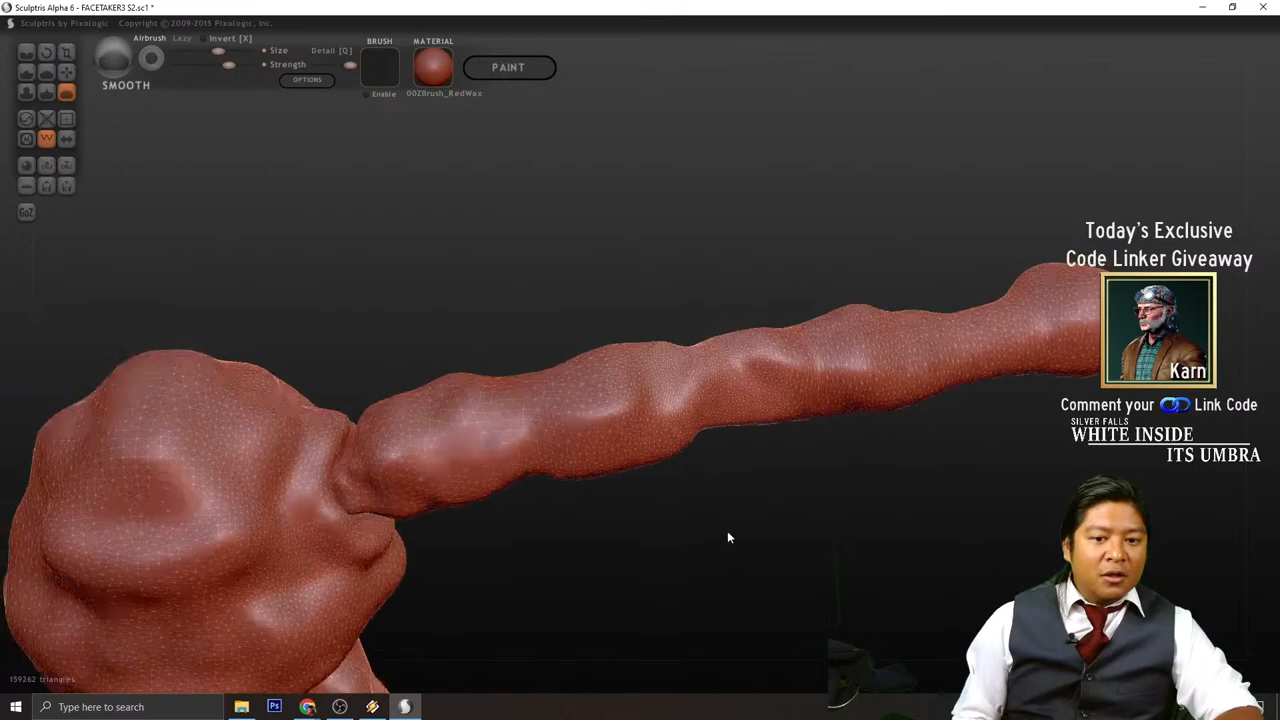 Sculptris Alpha 6 - FACETAKER3 S2.sc1 *
Sculptris by Pixologic Copyright © 2009-2015 Pixologic, Inc.
Airbrush Lazy Invert [X]
Size Detail [Q]
Strength
SMOOTH
OPTIONS
BRUSH
Enable
MATERIAL
00ZBrush_RedWax
PAINT
GoZ
Today's Exclusive
Code Linker Giveaway
Karn
Comment your Link Code
SILVER FALLS
WHITE INSIDE
ITS UMBRA
159262 triangles
Type here to search
Ps